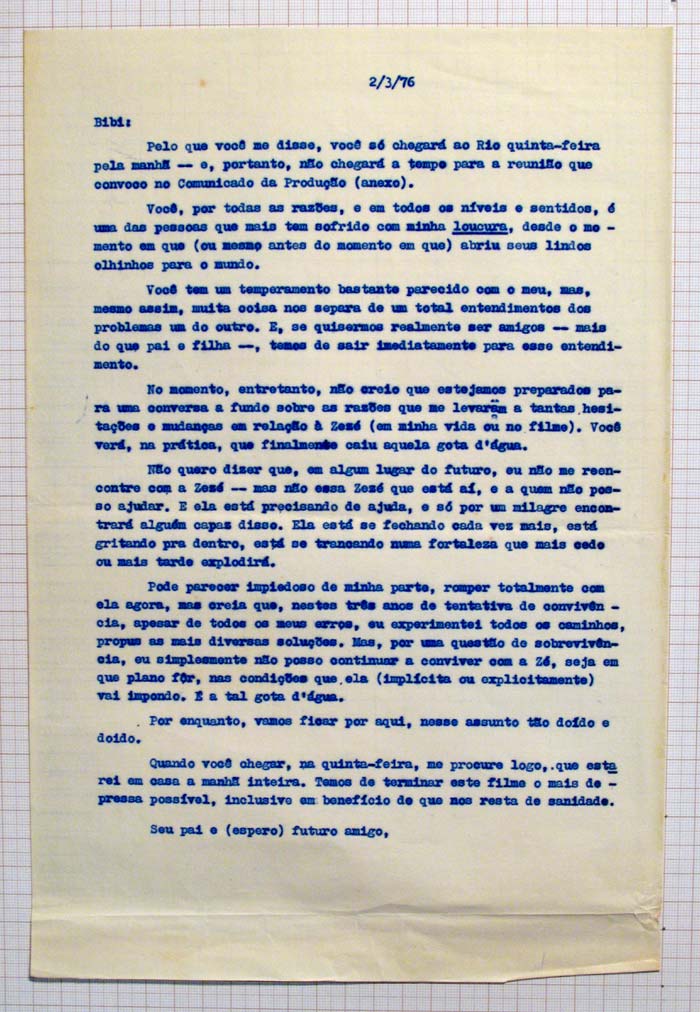 2/3/76
Bibi:
Pelo que você me disse, você só chegará ao Rio quinta-feira
pela manhã -- e, portanto, não chegará a tempo para a reunião que
convoco no Comunicado da Produção (anexo).
Você, por todas as razões, e em todos os níveis e sentidos, é
uma das pessoas que mais tem sofrido com minha loucura, desde o mo -
mento em que (ou mesmo antes do momento em que) abriu seus lindos
olhinhos para o mundo.
Você tem um temperamento bastante parecido com o meu, mas,
mesmo assim, muita coisa nos separa de um total entendimentos dos
problemas um do outro. E, se quisermos realmente ser amigos -- mais
do que pai e filha --, temos de sair imediatamente para esse entendi-
mento.
No momento, entretanto, não creio que estejamos preparados pa-
ra uma conversa a fundo sobre as razões que me levaram a tantas hesi-
tações e mudanças em relação à Zezé (em minha vida ou no filme). Você
verá, na prática, que finalmente caiu aquela gota d'água.
Não quero dizer que, em algum lugar do futuro, eu não me reen-
contre com a Zezé -- mas não essa Zezé que está aí, e a quem não pos-
so ajudar. E ela está precisando de ajuda, e só por um milagre encon-
trará alguém capaz disso. Ela está se fechando cada vez mais, está
gritando pra dentro, está se trancando numa fortaleza que mais cedo
ou mais tarde explodirá.
Pode parecer impiedoso de minha parte, romper totalmente com
ela agora, mas creia que, nestes três anos de tentativa de convivên -
cia, apesar de todos os meus erros, eu experimentei todos os caminhos,
propus as mais diversas soluções. Mas, por uma questão de sobrevivên-
cia, eu simplesmente não posso continuar a conviver com a Zé, seja em
que plano fôr, nas condições que ela (implícita ou explicitamente)
vai impondo. É a tal gota d'água.
Por enquanto, vamos ficar por aqui, nesse assunto tão doído e
doido.
Quando você chegar, na quinta-feira, me procure logo, que esta
rei em casa a manhã inteira. Temos de terminar este filme o mais de -
pressa possível, inclusive em benefício do que nos resta de sanidade.
Seu pai e (espero) futuro amigo,